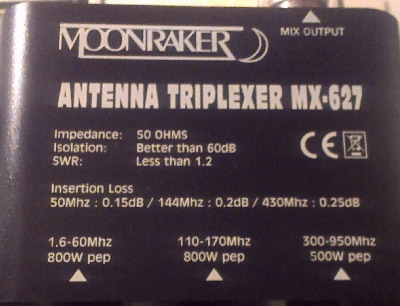 MOONRAKER
MIX OUTPUT
ANTENNA TRIPLEXER MX-627
Impedance: 50 OHMS
Isolation: Better than 60dB
SWR: Less than 1.2
CE
Insertion Loss
50Mhz : 0.15dB / 144Mhz : 0.2dB / 430Mhz : 0.25dB
1.6-60Mhz 110-170Mhz 300-950Mhz
800W pep 800W pep 500W pep